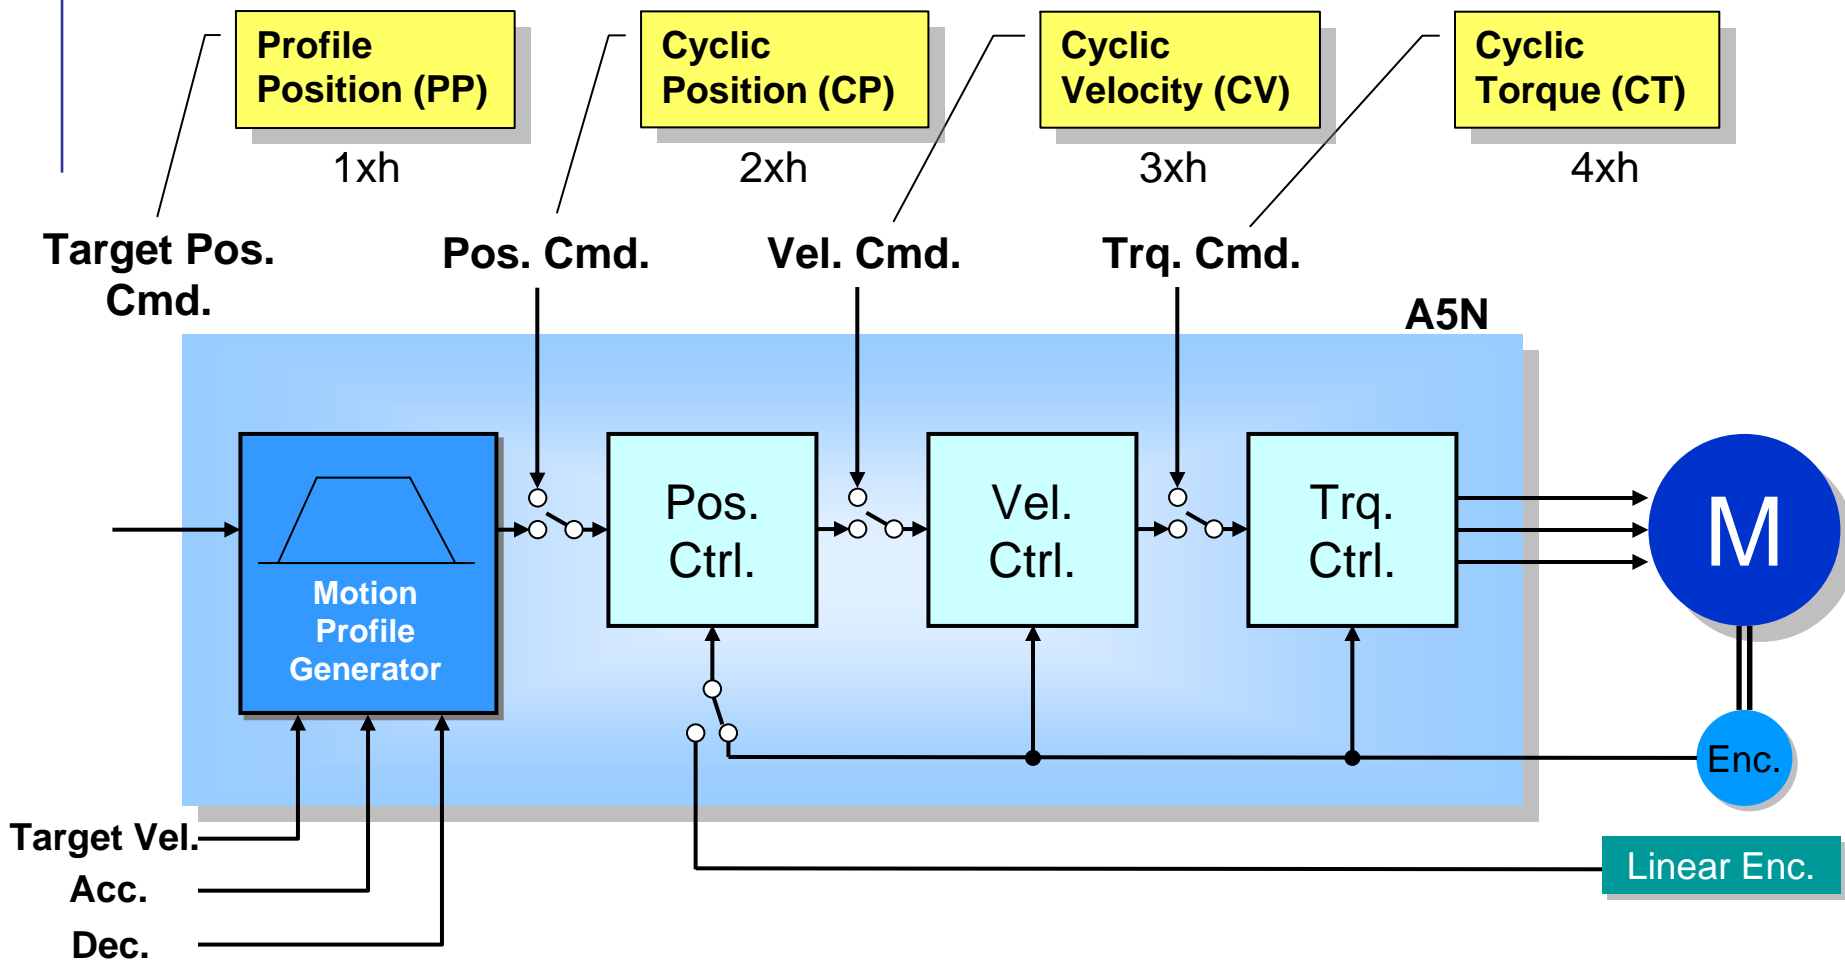 Profile
Position (PP)
Cyclic
Position (CP)
Cyclic
Velocity (CV)
Cyclic
Torque (CT)
1xh
2xh
3xh
4xh
Target Pos.
Cmd.
Pos. Cmd.
Vel. Cmd.
Trq. Cmd.
A5N
Motion
Profile
Generator
Pos.
Ctrl.
Vel.
Ctrl.
Trq.
Ctrl.
M
Enc.
Target Vel.
Acc.
Dec.
Linear Enc.